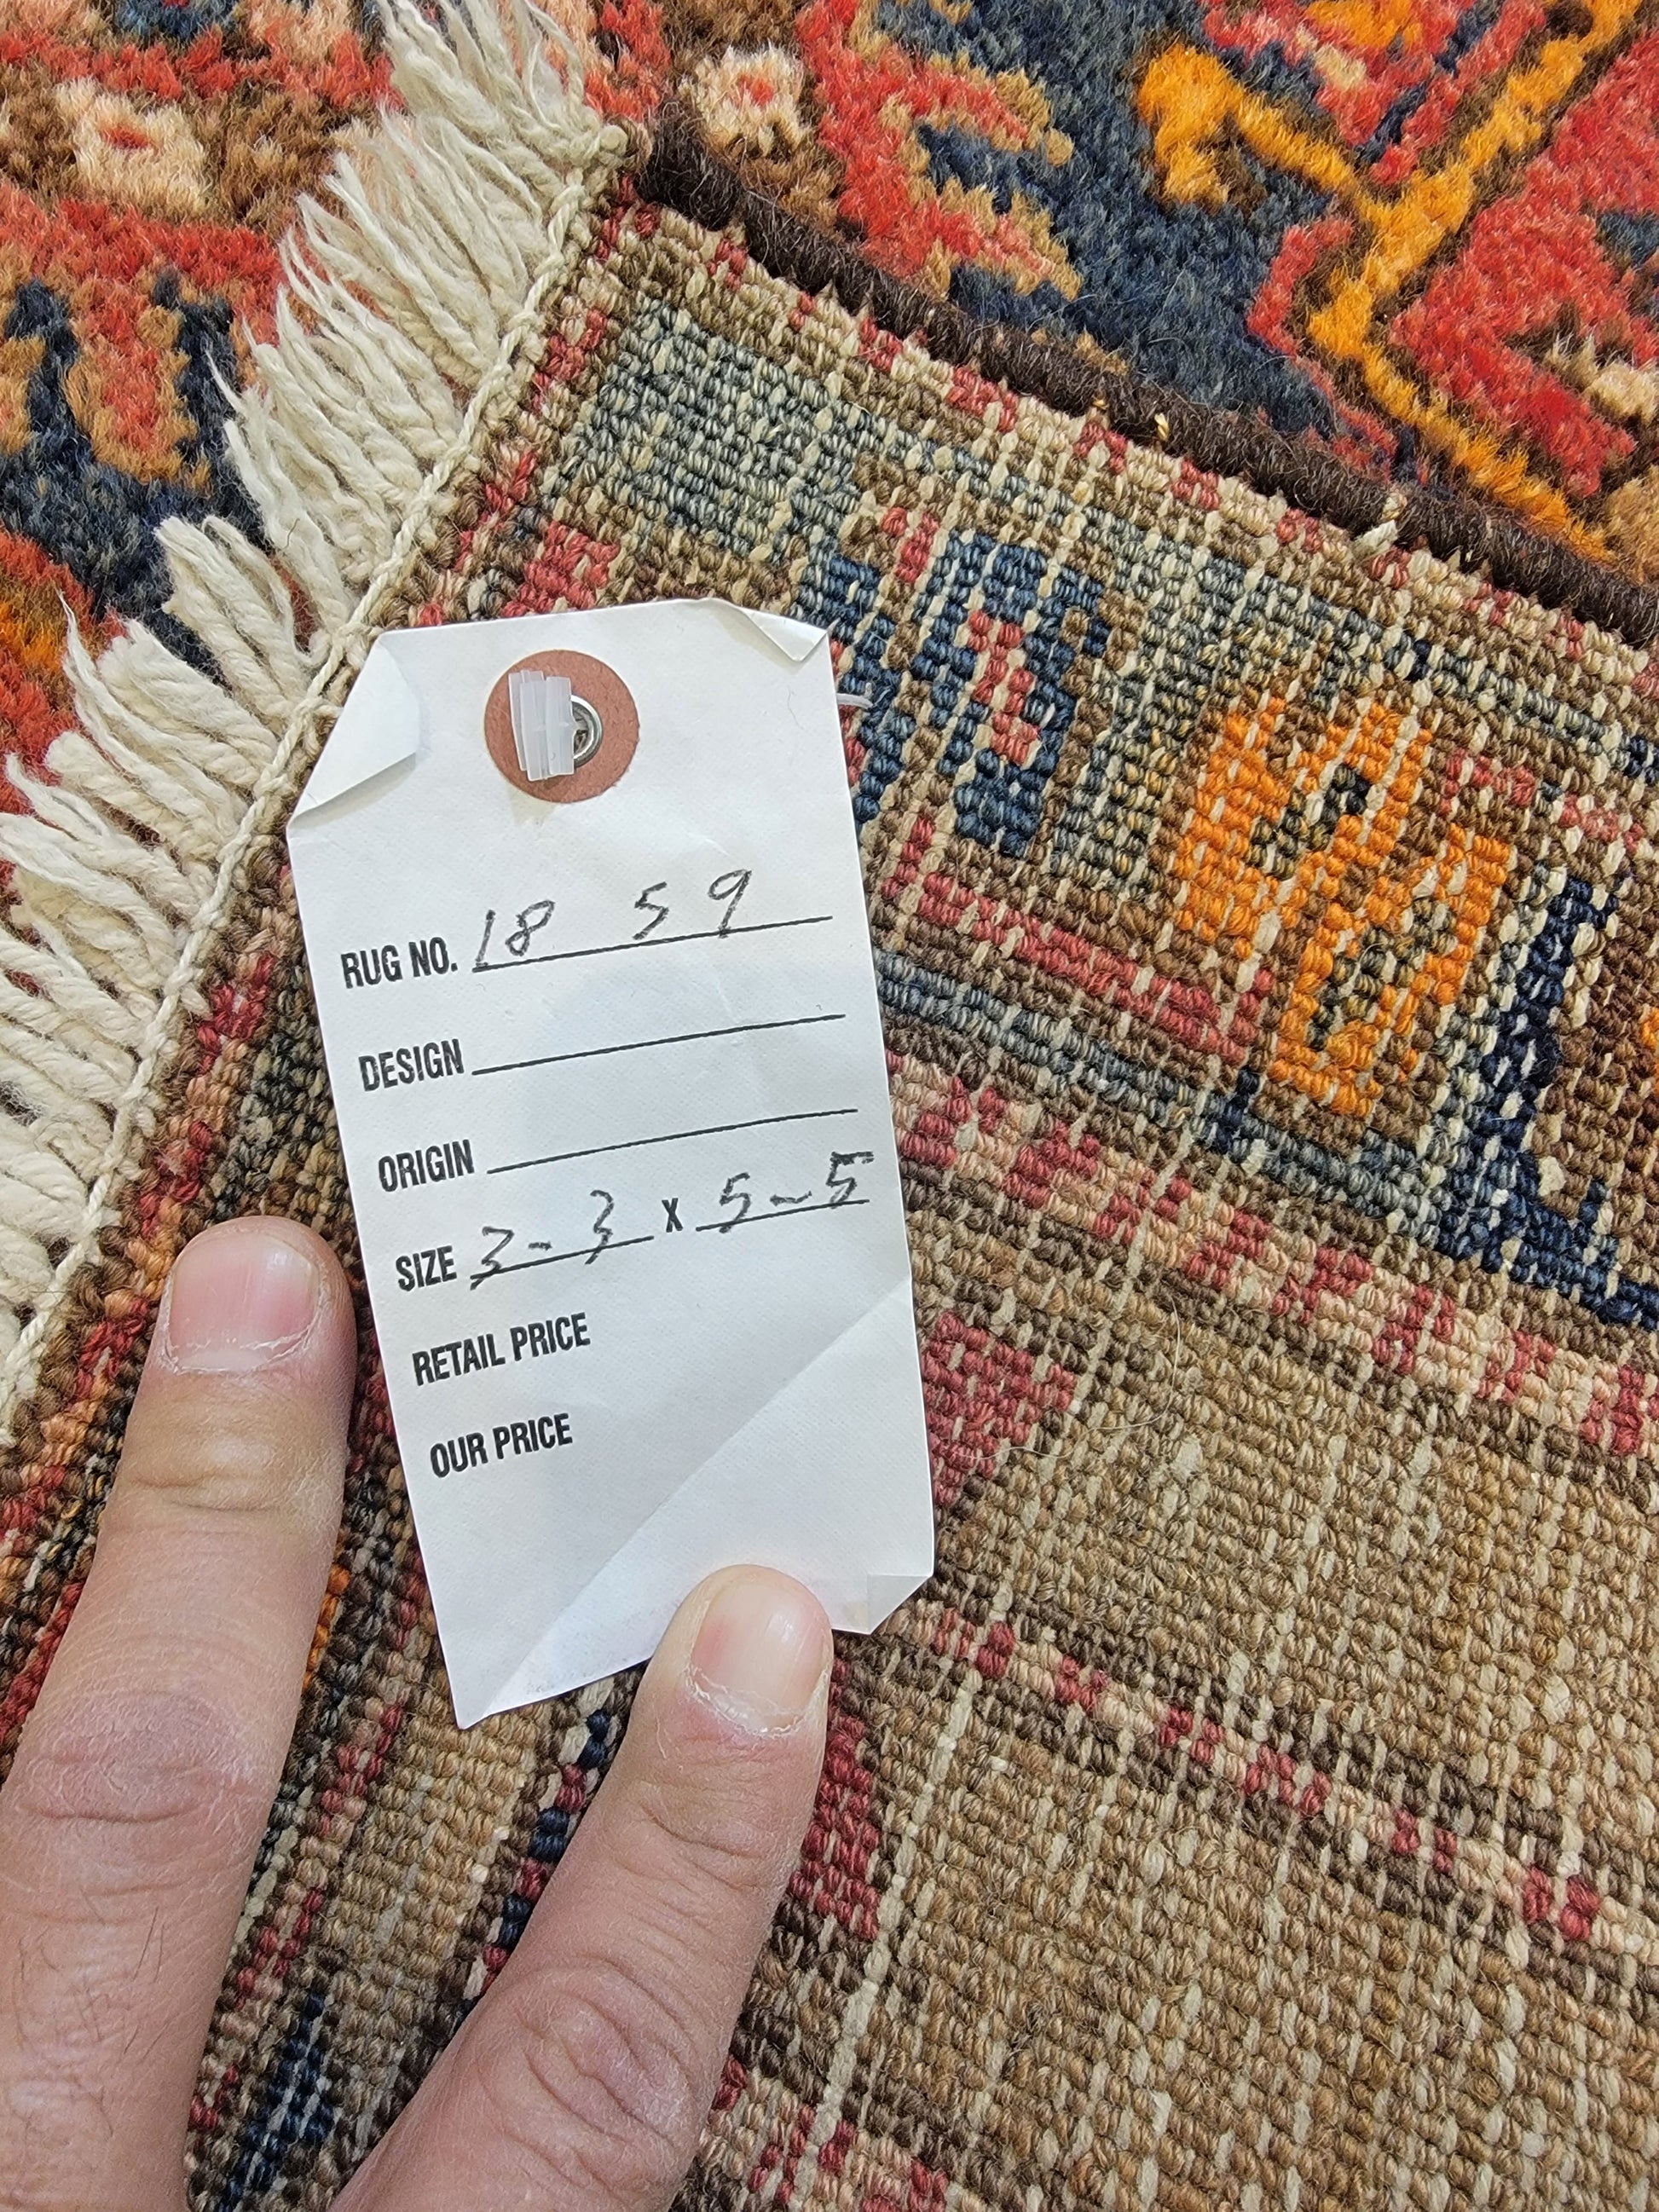 RUG NO. 18 59
DESIGN
ORIGIN
SIZE 3-3 x 5-5
RETAIL PRICE
OUR PRICE